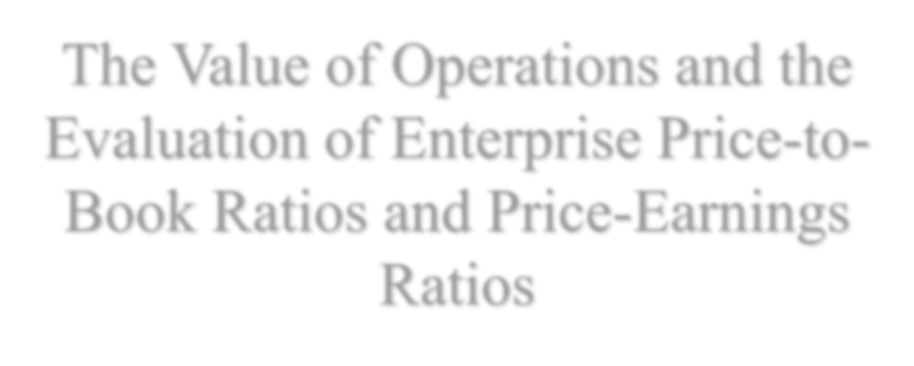 The Value of Operations and the
Evaluation of Enterprise Price-to-
Book Ratios and Price-Earnings
Ratios